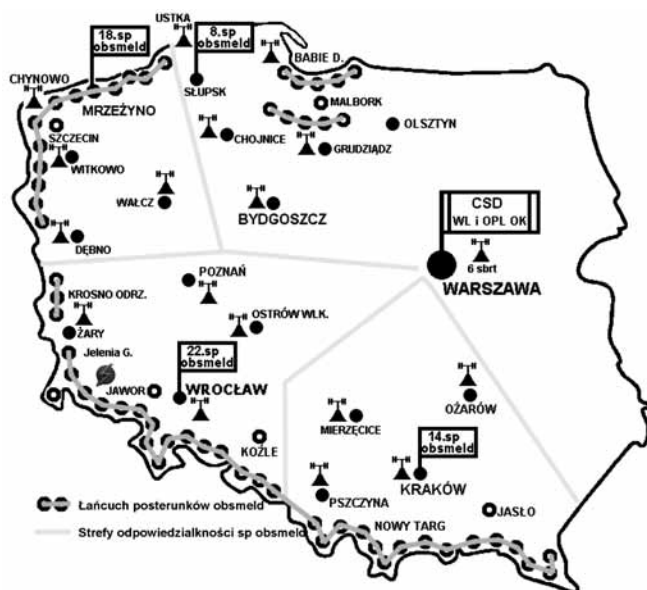 USTKA
18.sp
obsmeld
8.sp
obsmeld
BABIE D.
CHYNOWO
MRZEŻYNO
SŁUPSK
MALBORK
SZCZECIN
CHOJNICE
OLSZTYN
WITKOWO
GRUDZIĄDZ
WAŁCZ
BYDGOSZCZ
CSD
WL i OPL OK
DĘBNO
6 sbrt
WARSZAWA
POZNAŃ
KROSNO ODRZ.
OSTRÓW WLK.
ŻARY
Jelenia G.
22.sp
obsmeld
JAWOR
WROCŁAW
OŻARÓW
MIERZĘCICE
14.sp
obsmeld
KOŹLE
KRAKÓW
PSZCZYNA
JASŁO
NOWY TARG
Łańcuch posterunków obsmeld
Strefy odpowiedzialkności sp obsmeld